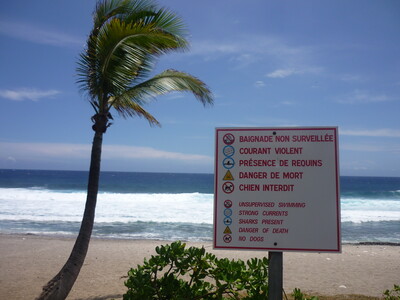 BAIGNADE NON SURVEILLÉE
COURANT VIOLENT
PRÉSENCE DE REQUINS
DANGER DE MORT
CHIEN INTERDIT
UNSUPERVISED SWIMMING
STRONG CURRENTS
SHARKS PRESENT
DANGER OF DEATH
NO DOGS